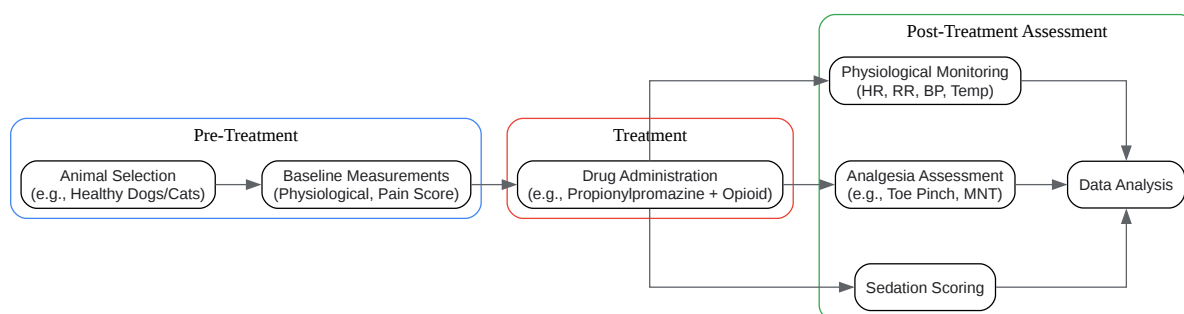 Pre-Treatment
Animal Selection
(e.g., Healthy Dogs/Cats)
Baseline Measurements
(Physiological, Pain Score)
Treatment
Drug Administration
(e.g., Propionylpromazine + Opioid)
Post-Treatment Assessment
Physiological Monitoring
(HR, RR, BP, Temp)
Analgesia Assessment
(e.g., Toe Pinch, MNT)
Sedation Scoring
Data Analysis